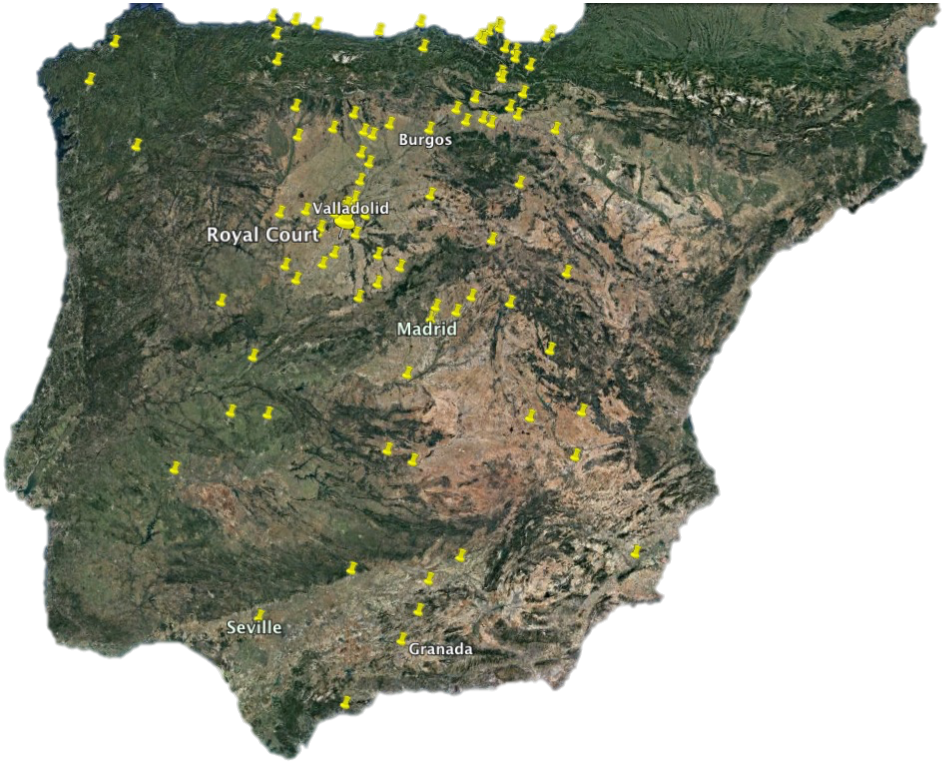 Burgos
Valladolid
Royal Court
Madrid
Seville
Granada